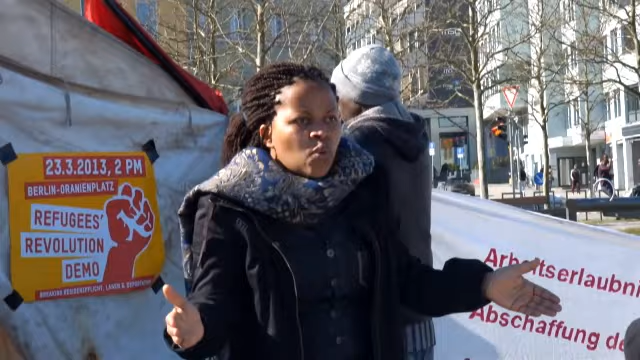 23.3.2013, 2 PM
BERLIN-ORANIENPLATZ
REFUGEES'
REVOLUTION
DEMO
Arbeitserlaubni
Abschaffung de